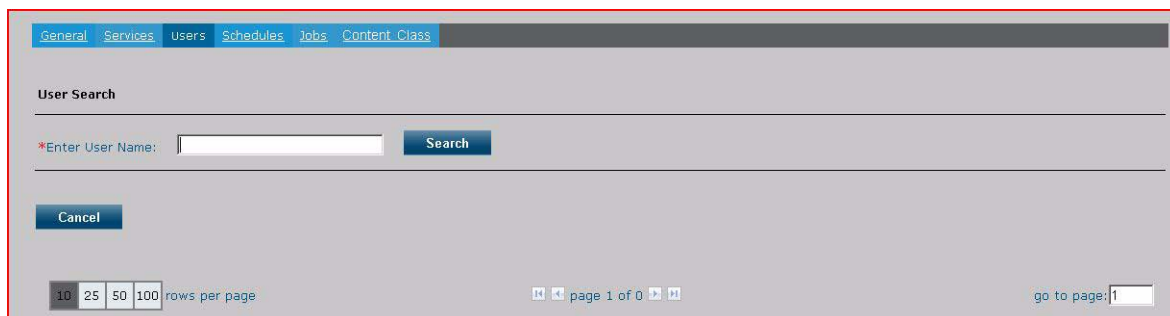 General Services Users Schedules Jobs Content Class
User Search
*Enter User Name: Search
Cancel
10 25 50 100 rows per page page 1 of 0 go to page: 1